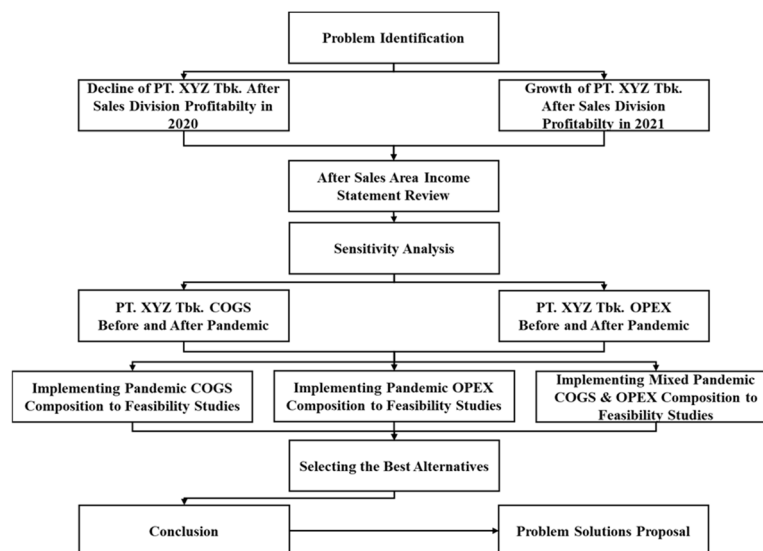 Problem Identification
Decline of PT. XYZ Tbk. After
Sales Division Profitabilty in
2020
Growth of PT. XYZ Tbk.
After Sales Division
Profitabilty in 2021
After Sales Area Income
Statement Review
Sensitivity Analysis
PT. XYZ Tbk. COGS
Before and After Pandemic
PT. XYZ Tbk. OPEX
Before and After Pandemic
Implementing Pandemic COGS
Composition to Feasibility Studies
Implementing Pandemic OPEX
Composition to Feasibility Studies
Implementing Mixed Pandemic
COGS & OPEX Composition to
Feasibility Studies
Selecting the Best Alternatives
Conclusion
Problem Solutions Proposal